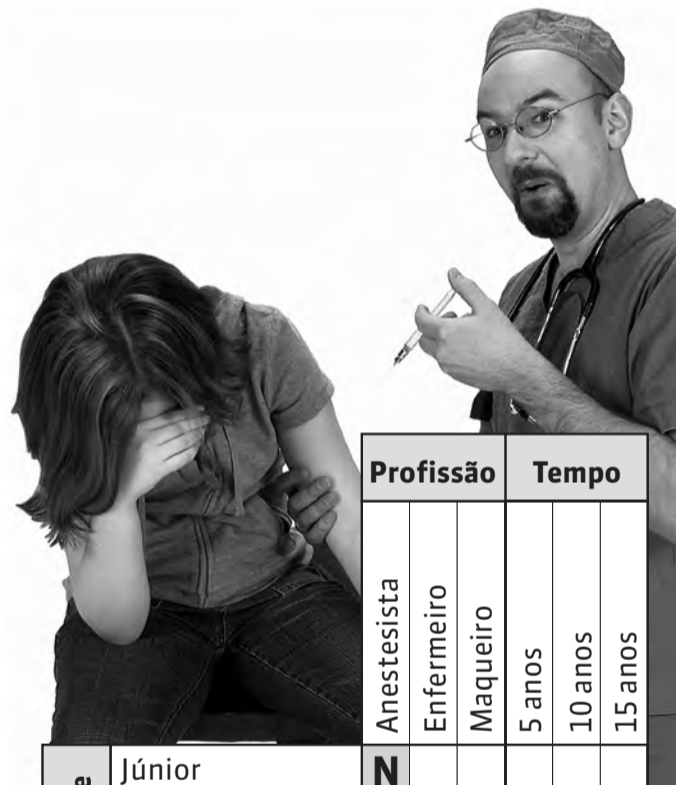 Profissão Tempo
Anestesista
Enfermeiro
Maqueiro
5 anos
10 anos
15 anos
Júnior N